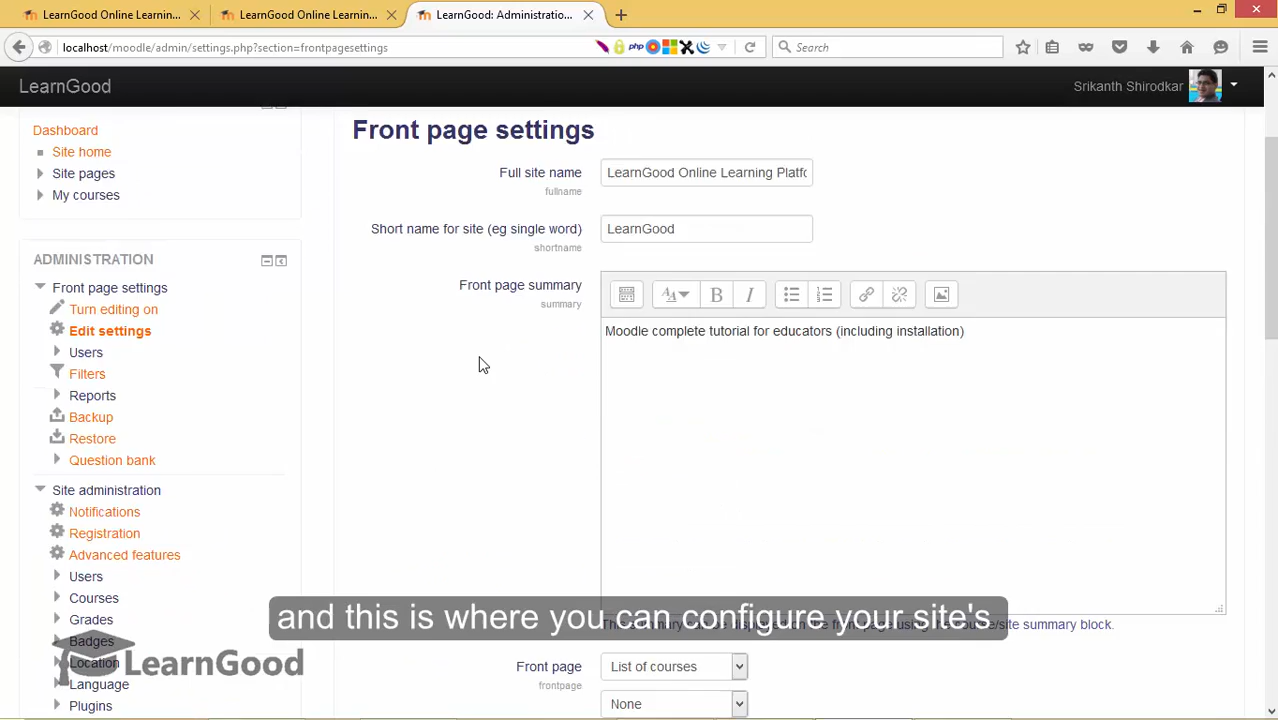 LearnGood Online Learnin...
LearnGood Online Learnin...
LearnGood: Administratio...
localhost/moodle/admin/settings.php?section=frontpagesettings
php
Search
LearnGood
Srikanth Shirodkar
Dashboard
Site home
Site pages
My courses
ADMINISTRATION
Front page settings
Turn editing on
Edit settings
Users
Filters
Reports
Backup
Restore
Question bank
Site administration
Notifications
Registration
Advanced features
Users
Courses
Grades
Badges
Location
Language
Plugins
Front page settings
Full site name
fullname
LearnGood Online Learning Platfo
Short name for site (eg single word)
shortname
LearnGood
Front page summary
summary
Moodle complete tutorial for educators (including installation)
and this is where you can configure your site's
site summary block.
Front page
frontpage
List of courses
None
LearnGood